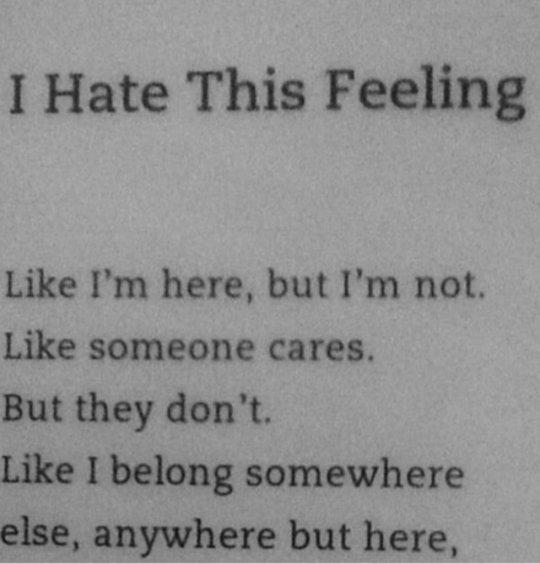 I Hate This Feeling
Like I'm here, but I'm not.
Like someone cares.
But they don't.
Like I belong somewhere
else, anywhere but here,